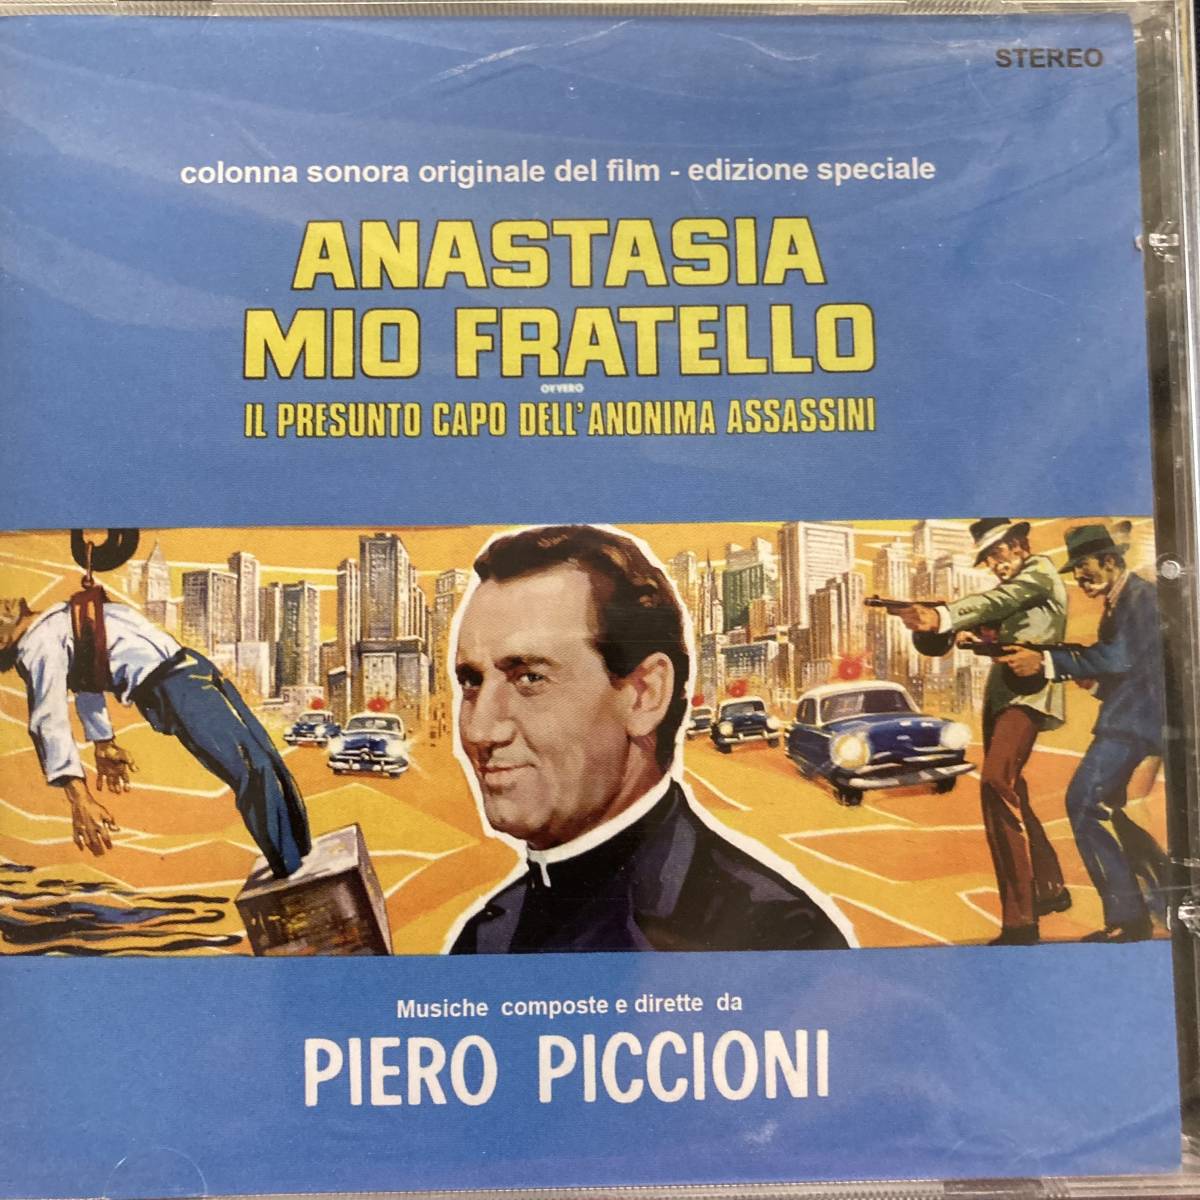 STEREO
colonna sonora originale del film - edizione speciale
ANASTASIA
MIO FRATELLO
OVVERO
IL PRESUNTO CAPO DELL'ANONIMA ASSASSINI
Musiche composte e dirette da
PIERO PICCIONI